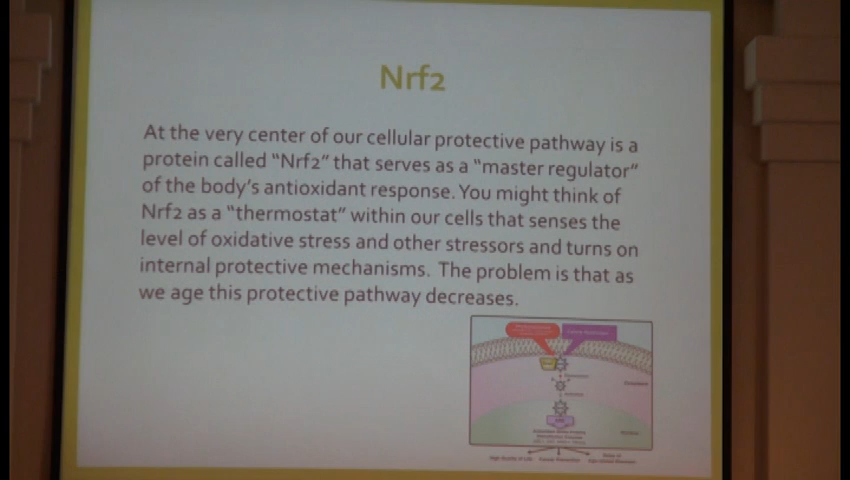 Nrf2
At the very center of our cellular protective pathway is a
protein called “Nrf2” that serves as a “master regulator”
of the body’s antioxidant response. You might think of
Nrf2 as a “thermostat” within our cells that senses the
level of oxidative stress and other stressors and turns on
internal protective mechanisms. The problem is that as
we age this protective pathway decreases.